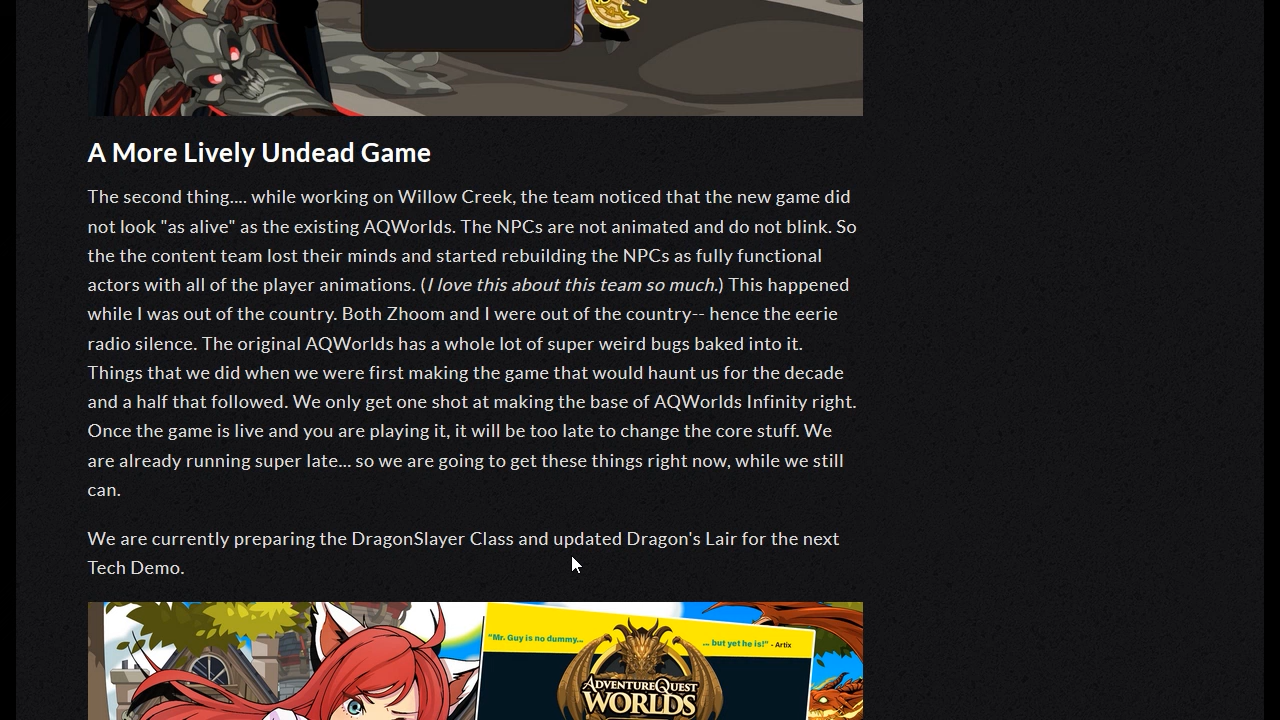 A More Lively Undead Game
The second thing.... while working on Willow Creek, the team noticed that the new game did
not look "as alive" as the existing AQWorlds. The NPCs are not animated and do not blink. So
the the content team lost their minds and started rebuilding the NPCs as fully functional
actors with all of the player animations. (I love this about this team so much.) This happened
while I was out of the country. Both Zhoom and I were out of the country-- hence the eerie
radio silence. The original AQWorlds has a whole lot of super weird bugs baked into it.
Things that we did when we were first making the game that would haunt us for the decade
and a half that followed. We only get one shot at making the base of AQWorlds Infinity right.
Once the game is live and you are playing it, it will be too late to change the core stuff. We
are already running super late... so we are going to get these things right now, while we still
can.
We are currently preparing the DragonSlayer Class and updated Dragon's Lair for the next
Tech Demo.
"Mr. Guy is no dummy...
... but yet he is!" - Artix
ADVENTUREQUEST
WORLDS